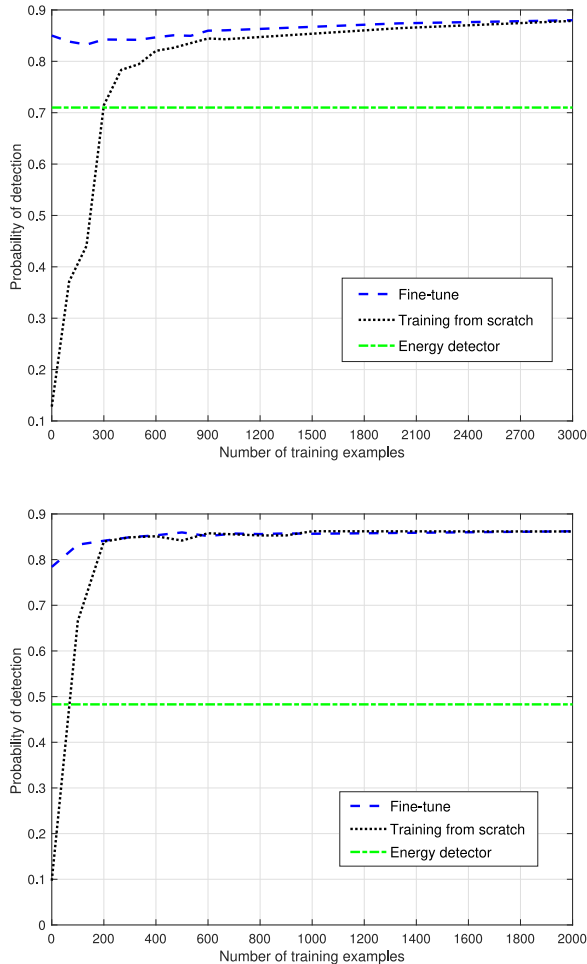 0.9
0.8
0.7
0.6
0.5
0.4
0.3
0.2
0.1
Probability of detection
Fine-tune
Training from scratch
Energy detector
0 300 600 900 1200 1500 1800 2100 2400 2700 3000
Number of training examples
0.9
0.8
0.7
0.6
0.5
0.4
0.3
0.2
0.1
0
Probability of detection
Fine-tune
Training from scratch
Energy detector
0 200 400 600 800 1000 1200 1400 1600 1800 2000
Number of training examples